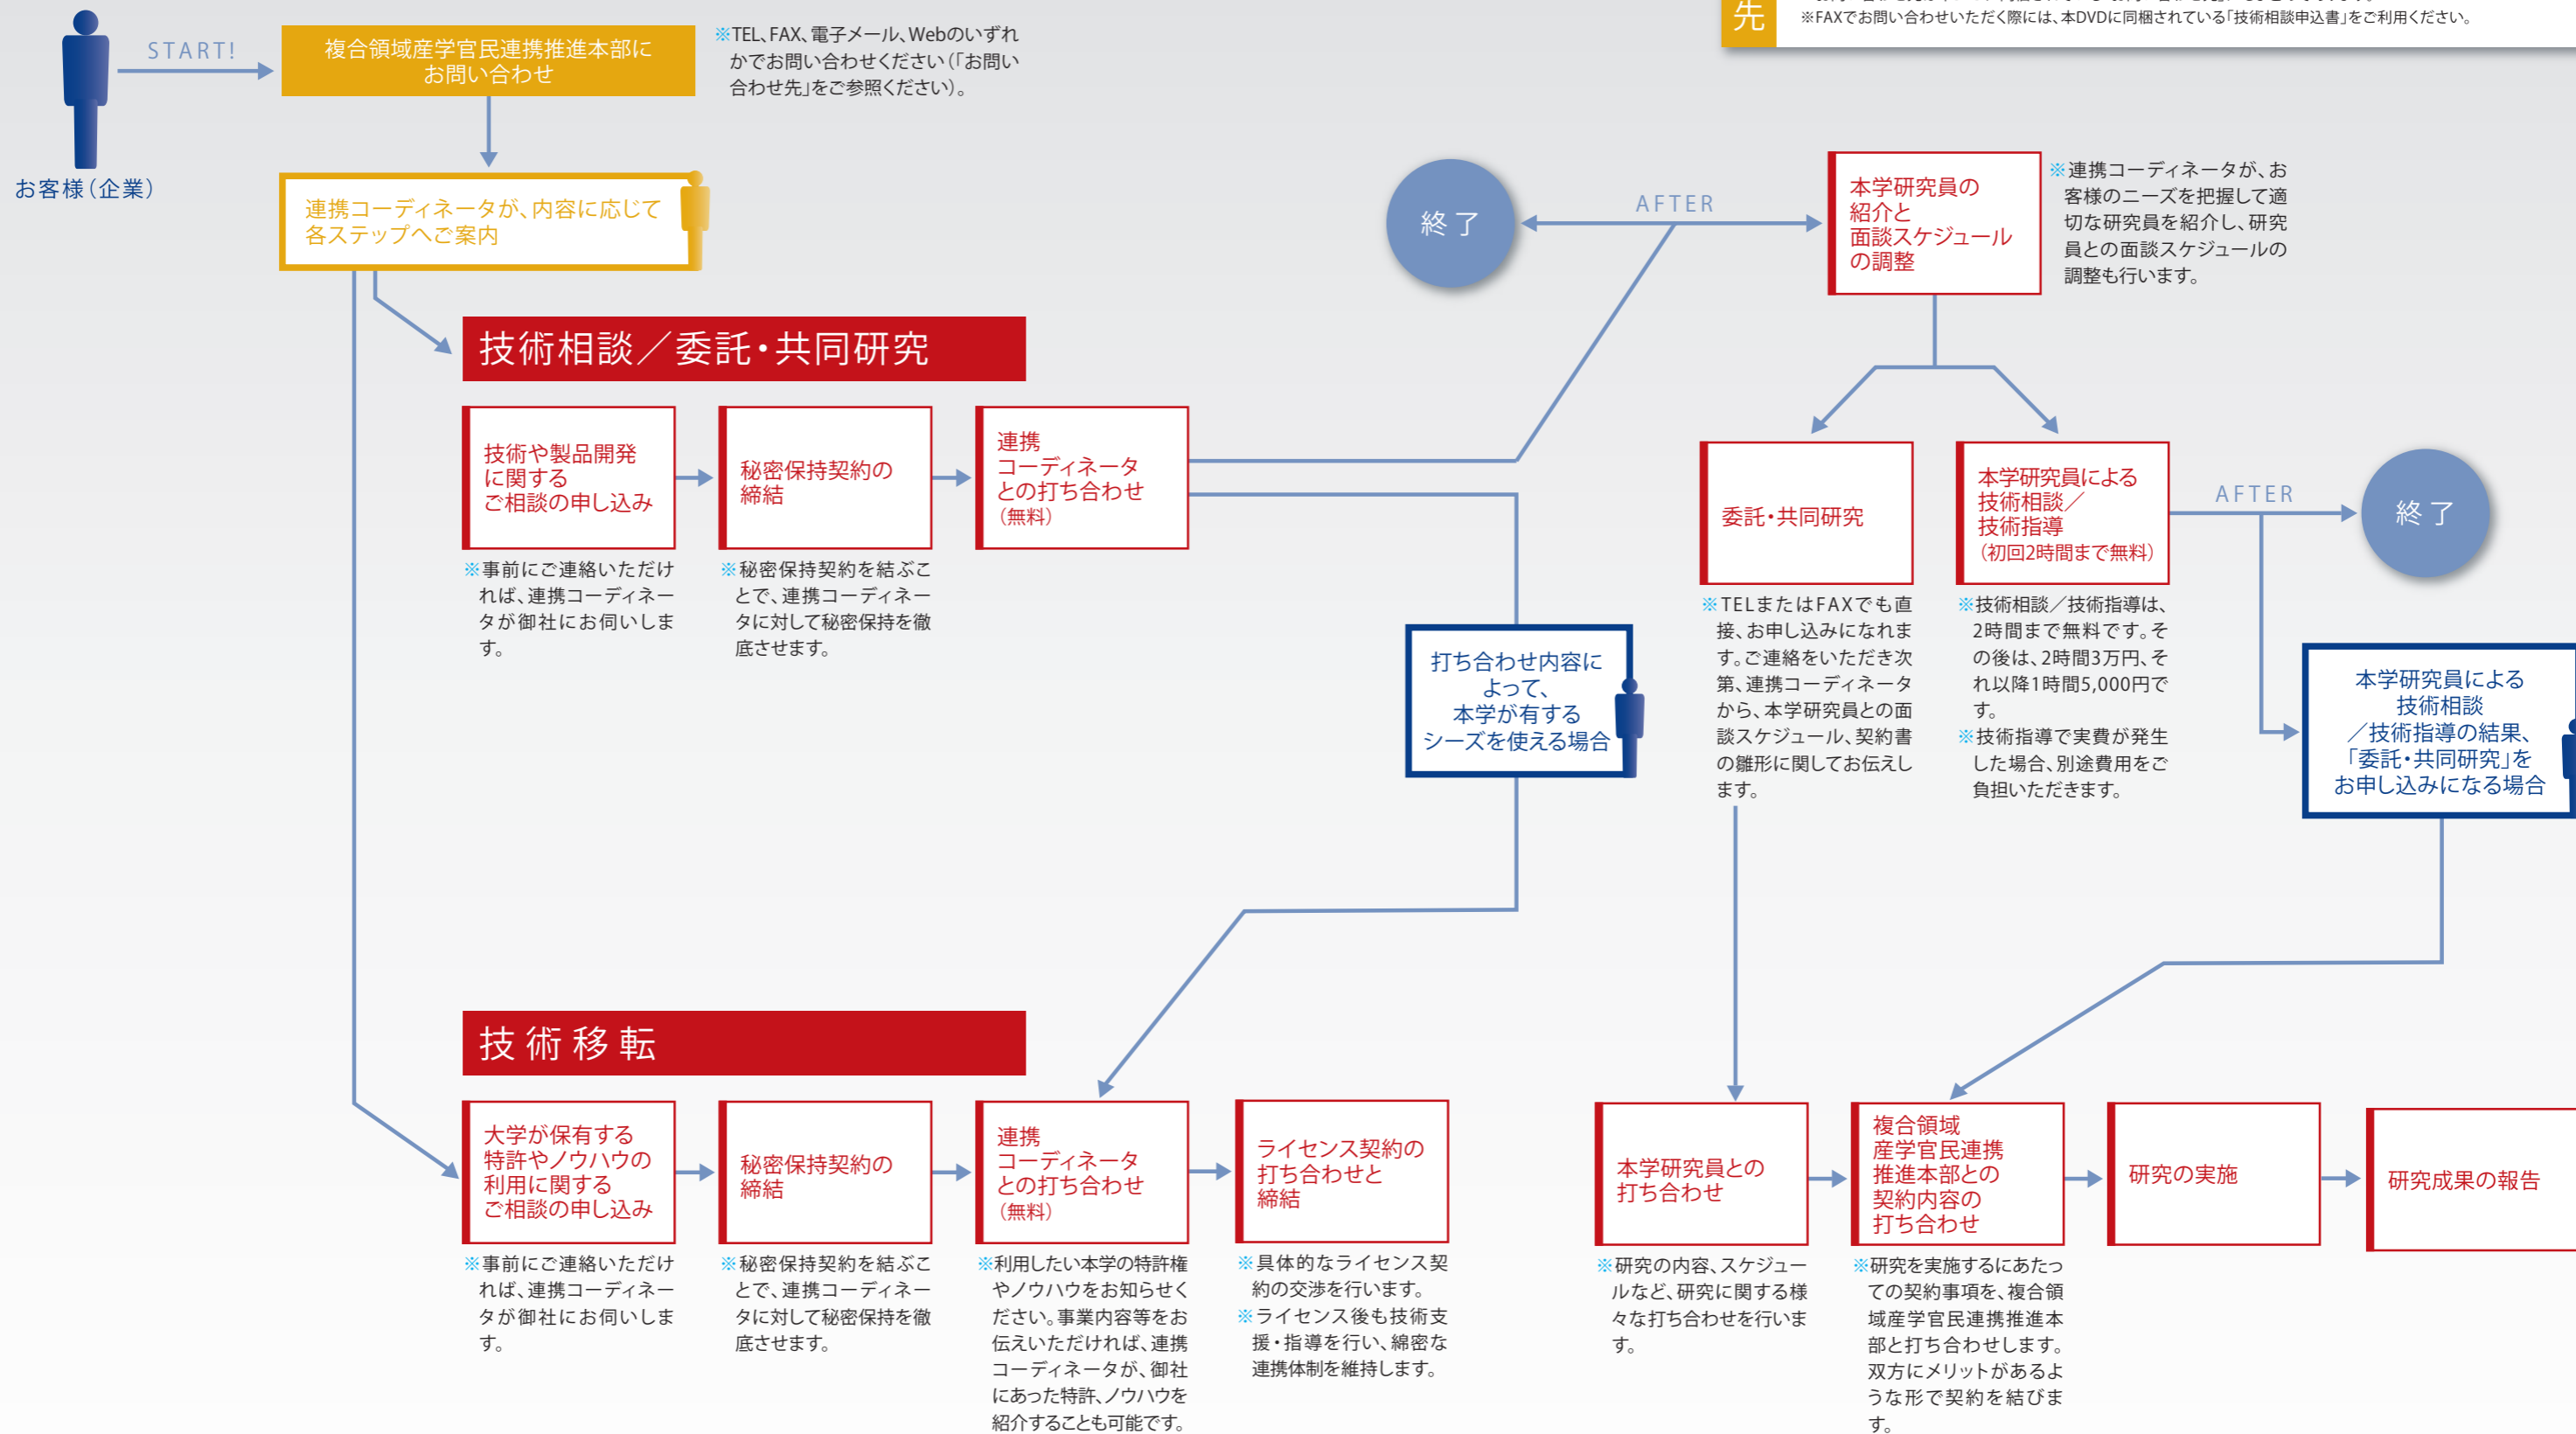 先
※FAXでお問い合わせいただく際には、本DVDに同梱されている「技術相談申込書」をご利用ください。
START!
お客様（企業）
複合領域産学官民連携推進本部に
お問い合わせ
※TEL、FAX、電子メール、Webのいずれ
かでお問い合わせください（「お問い
合わせ先」をご参照ください）。
連携コーディネータが、内容に応じて
各ステップへご案内
技術相談／委託・共同研究
技術や製品開発
に関する
ご相談の申し込み
※事前にご連絡いただけ
れば、連携コーディネー
タが御社にお伺いしま
す。
秘密保持契約の
締結
※秘密保持契約を結ぶこ
とで、連携コーディネー
タに対して秘密保持を徹
底させます。
連携
コーディネータ
との打ち合わせ
（無料）
終了
AFTER
本学研究員の
紹介と
面談スケジュール
の調整
※連携コーディネータが、お
客様のニーズを把握して適
切な研究員を紹介し、研究
員との面談スケジュールの
調整も行います。
委託・共同研究
※TELまたはFAXでも直
接、お申し込みになれま
す。ご連絡をいただき次
第、連携コーディネータ
から、本学研究員との面
談スケジュール、契約書
の雛形に関してお伝えし
ます。
本学研究員による
技術相談／
技術指導
（初回2時間まで無料）
※技術相談／技術指導は、
2時間まで無料です。そ
の後は、2時間3万円、そ
れ以降1時間5,000円で
す。
※技術指導で実費が発生
した場合、別途費用をご
負担いただきます。
AFTER
終了
打ち合わせ内容に
よって、
本学が有する
シーズを使える場合
本学研究員による
技術相談
／技術指導の結果、
「委託・共同研究」を
お申し込みになる場合
技術移転
大学が保有する
特許やノウハウの
利用に関する
ご相談の申し込み
※事前にご連絡いただけ
れば、連携コーディネー
タが御社にお伺いしま
す。
秘密保持契約の
締結
※秘密保持契約を結ぶこ
とで、連携コーディネー
タに対して秘密保持を徹
底させます。
連携
コーディネータ
との打ち合わせ
（無料）
※利用したい本学の特許権
やノウハウをお知らせく
ださい。事業内容等をお
伝えいただければ、連携
コーディネータが、御社
にあった特許、ノウハウを
紹介することも可能です。
ライセンス契約の
打ち合わせと
締結
※具体的なライセンス契
約の交渉を行います。
※ライセンス後も技術支
援・指導を行い、綿密な
連携体制を維持します。
本学研究員との
打ち合わせ
※研究の内容、スケジュー
ルなど、研究に関する様
々な打ち合わせを行いま
す。
複合領域
産学官民連携
推進本部との
契約内容の
打ち合わせ
※研究を実施するにあたっ
ての契約事項を、複合領
域産学官民連携推進本
部と打ち合わせします。
双方にメリットがあるよ
うな形で契約を結びま
す。
研究の実施
研究成果の報告